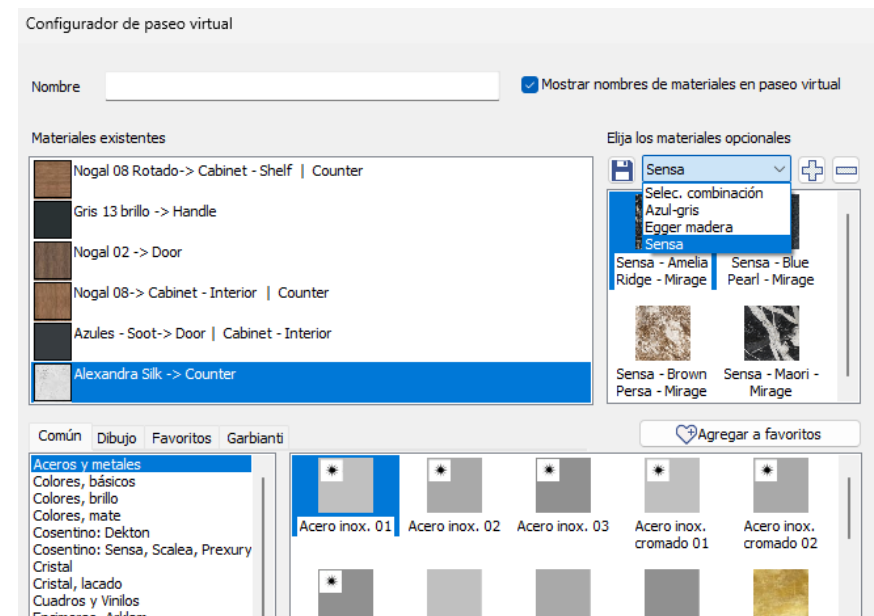 Configurador de paseo virtual
Nombre
Mostrar nombres de materiales en paseo virtual
Materiales existentes
Elija los materiales opcionales
Nogal 08 Rotado-> Cabinet - Shelf | Counter
Gris 13 brillo -> Handle
Nogal 02 -> Door
Nogal 08-> Cabinet - Interior | Counter
Azules - Soot-> Door | Cabinet - Interior
Alexandra Silk -> Counter
Sensa
Selec. combinación
Azul-gris
Egger madera
Sensa
Sensa - Amelia
Ridge - Mirage
Sensa - Blue
Pearl - Mirage
Sensa - Brown
Persa - Mirage
Sensa - Maori -
Mirage
Común
Dibujo
Favoritos
Garbianti
Agregar a favoritos
Aceros y metales
Colores, básicos
Colores, brillo
Colores, mate
Cosentino: Dekton
Cosentino: Sensa, Scalea, Prexury
Cristal
Cristal, lacado
Cuadros y Vinilos
Acero inox. 01
Acero inox. 02
Acero inox. 03
Acero inox.
cromado 01
Acero inox.
cromado 02